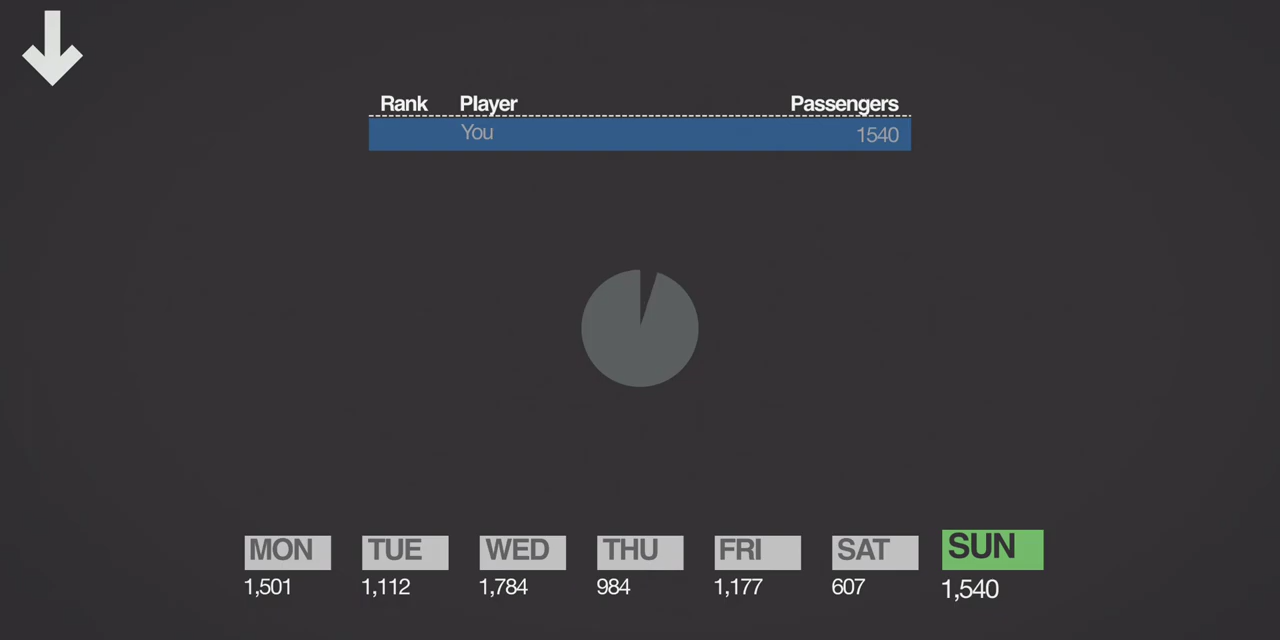 Rank Player Passengers
You 1540
MON TUE WED THU FRI SAT SUN
1,501 1,112 1,784 984 1,177 607 1,540